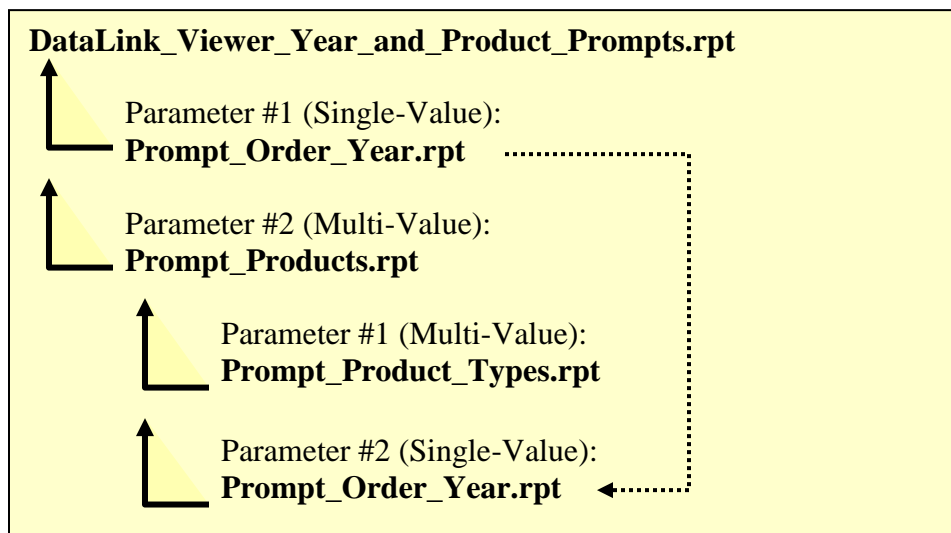 DataLink_Viewer_Year_and_Product_Prompts.rpt
Parameter #1 (Single-Value):
Prompt_Order_Year.rpt
Parameter #2 (Multi-Value):
Prompt_Products.rpt
Parameter #1 (Multi-Value):
Prompt_Product_Types.rpt
Parameter #2 (Single-Value):
Prompt_Order_Year.rpt